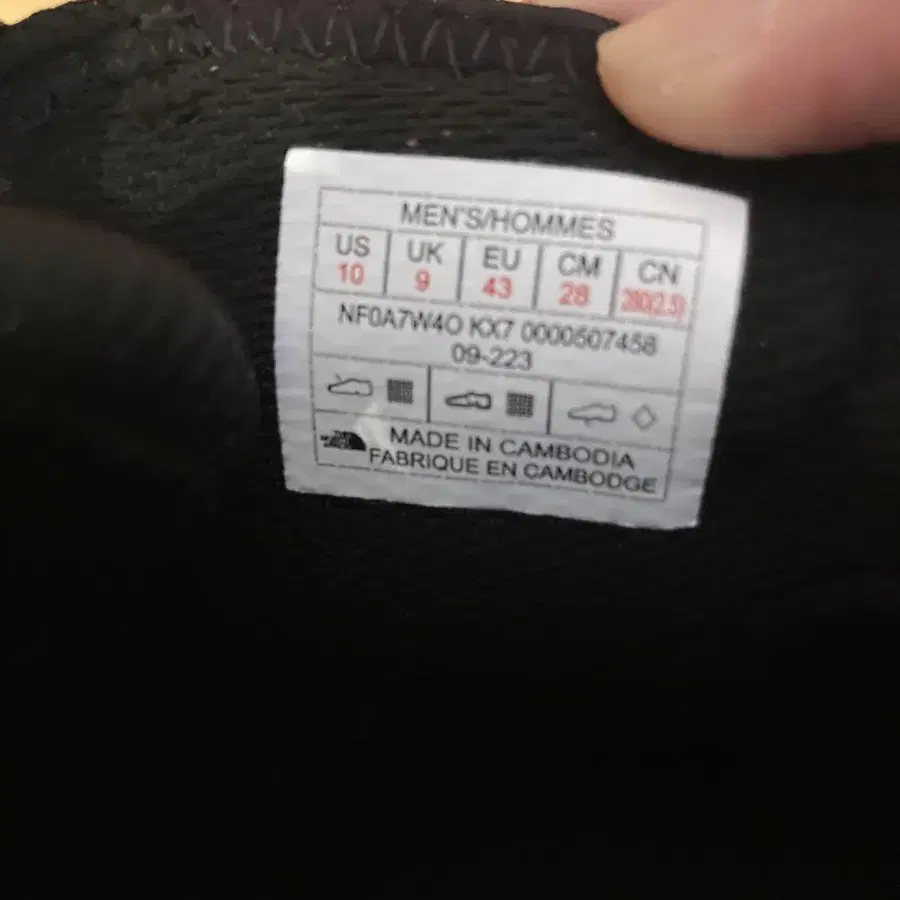 MEN'S/HOMMES
US UK EU CM CN
10 9 43 28 280(2.5)
NF0A7W4O KX7 0000507458
09-223
MADE IN CAMBODIA
FABRIQUE EN CAMBODGE